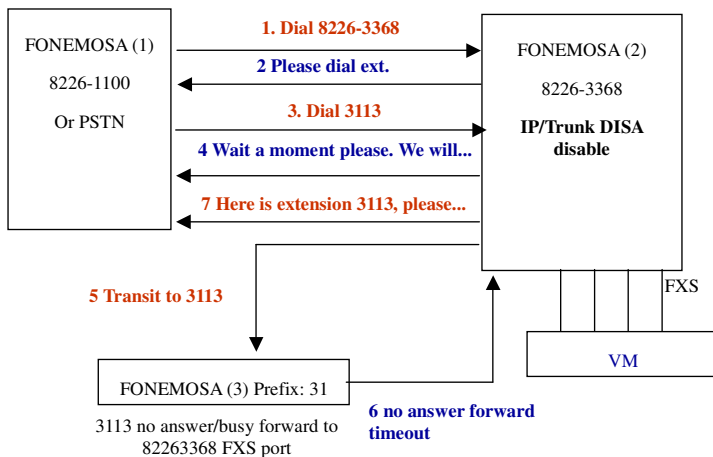 FONEMOSA (1)
8226-1100
Or PSTN
1. Dial 8226-3368
2 Please dial ext.
3. Dial 3113
4 Wait a moment please. We will...
7 Here is extension 3113, please...
FONEMOSA (2)
8226-3368
IP/Trunk DISA
disable
FXS
VM
5 Transit to 3113
FONEMOSA (3) Prefix: 31
3113 no answer/busy forward to
82263368 FXS port
6 no answer forward
timeout